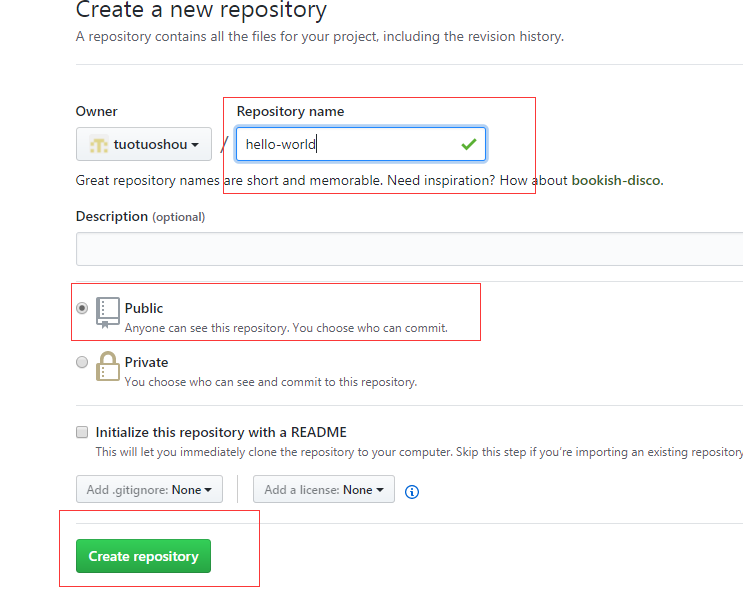 Create a new repository
A repository contains all the files for your project, including the revision history.
Owner
Repository name
tuotuoshou
/
hello-world
Great repository names are short and memorable. Need inspiration? How about bookish-disco.
Description (optional)
Public
Anyone can see this repository. You choose who can commit.
Private
You choose who can see and commit to this repository.
Initialize this repository with a README
This will let you immediately clone the repository to your computer. Skip this step if you're importing an existing repository
Add .gitignore: None
Add a license: None
Create repository